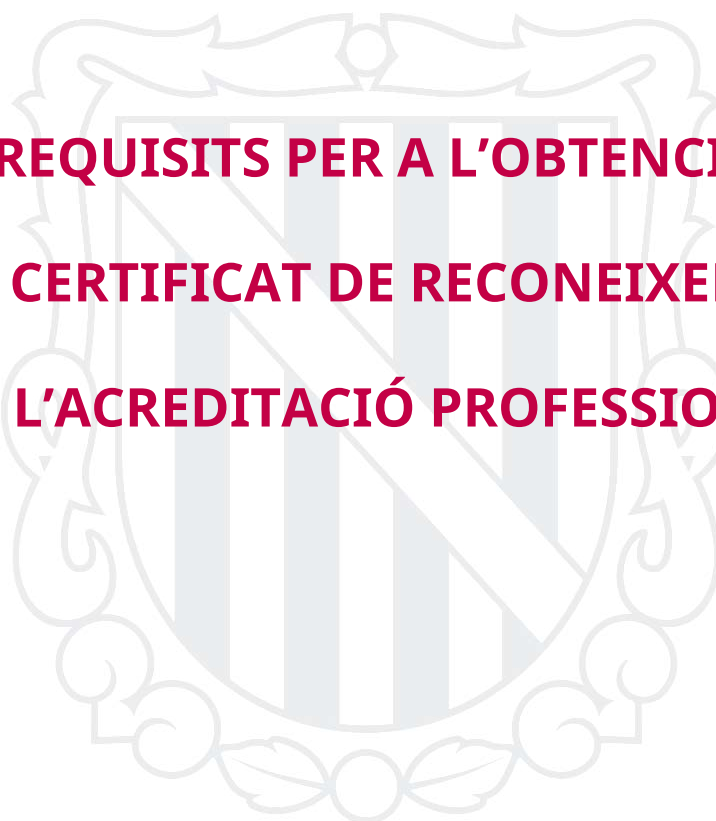 REQUISITS PER A L’OBTENCI
CERTIFICAT DE RECONEIXE
L’ACREDITACIÓ PROFESSIO